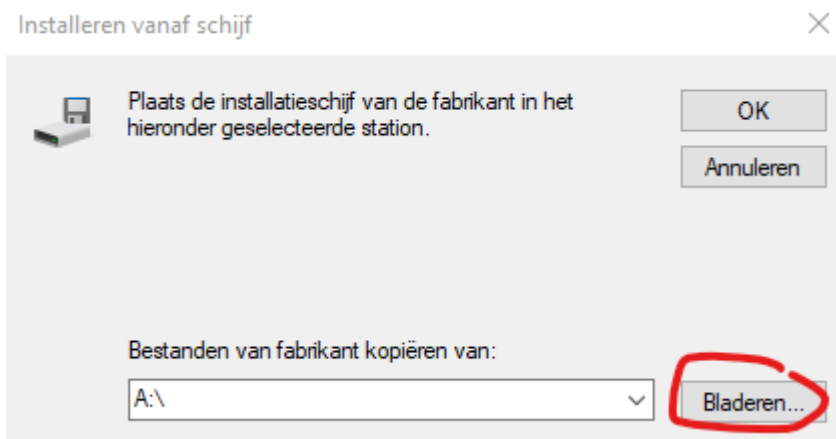 Installeren vanaf schijf
Plaats de installatieschijf van de fabrikant in het
hieronder geselecteerde station.
OK
Annuleren
Bestanden van fabrikant kopiëren van:
A:\
Bladeren...